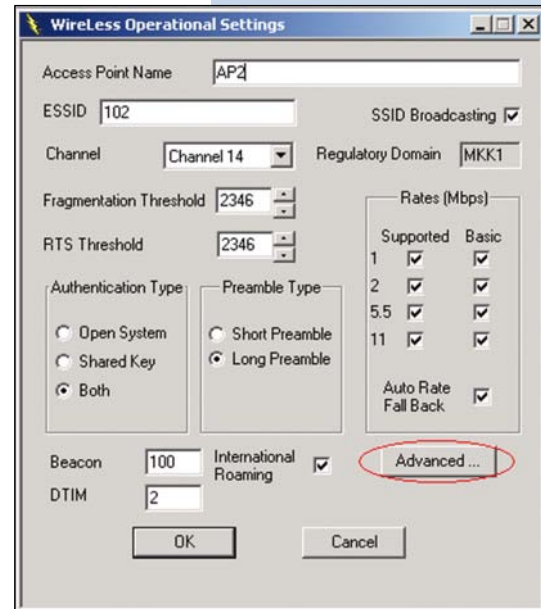 WireLess Operational Settings
Access Point Name AP2
ESSID 102
SSID Broadcasting
Channel Channel 14 Regulatory Domain MKK1
Fragmentation Threshold 2346
RTS Threshold 2346
Rates (Mbps)
Supported Basic
1
2
5.5
11
Auto Rate
Fall Back
Authentication Type
Open System
Shared Key
Both
Preamble Type
Short Preamble
Long Preamble
Beacon 100
International
Roaming
Advanced ...
DTIM 2
OK Cancel